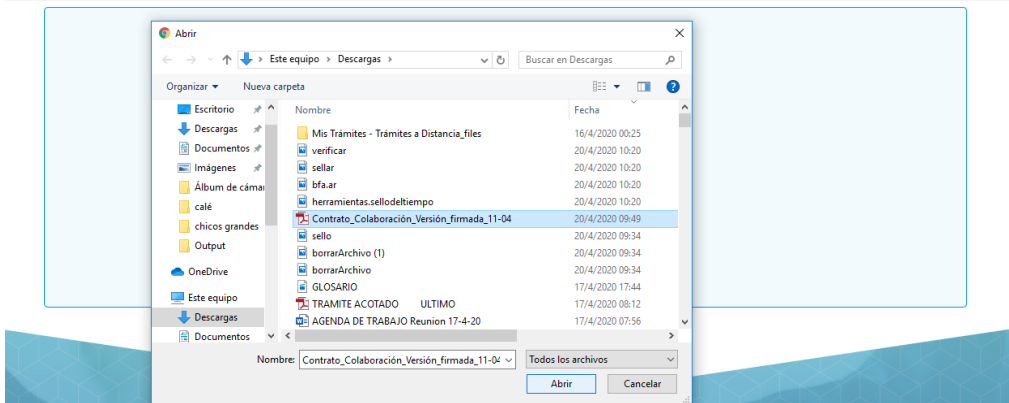 Abrir
Este equipo › Descargas ›
Buscar en Descargas
Organizar
Nueva carpeta
Escritorio
Descargas
Documentos
Imágenes
Álbum de cámar
calé
chicos grandes
Output
OneDrive
Este equipo
Descargas
Documentos
Nombre Fecha
Mis Trámites - Trámites a Distancia_files 16/4/2020 00:25
verificar 20/4/2020 10:20
sellar 20/4/2020 10:20
bfa.ar 20/4/2020 10:20
herramientas.sellodeltiempo 20/4/2020 10:20
Contrato_Colaboración_Versión_firmada_11-04 20/4/2020 09:49
sello 20/4/2020 09:34
borrarArchivo (1) 20/4/2020 09:34
borrarArchivo 20/4/2020 09:34
GLOSARIO 17/4/2020 17:44
TRAMITE ACOTADO ULTIMO 17/4/2020 08:12
AGENDA DE TRABAJO Reunion 17-4-20 17/4/2020 07:56
Nombre: Contrato_Colaboración_Versión_firmada_11-04
Todos los archivos
Abrir
Cancelar